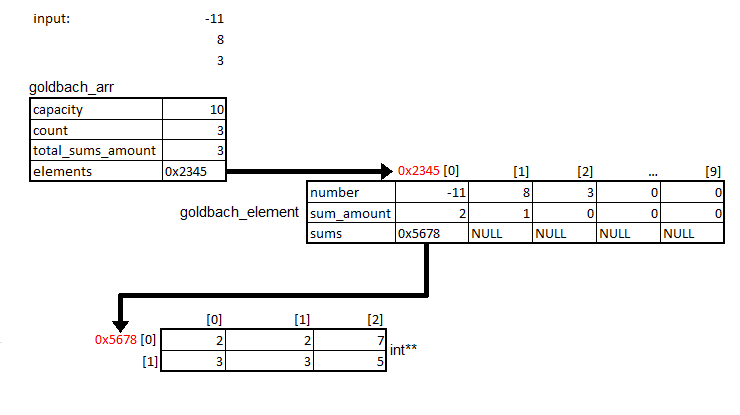 input: -11
8
3
goldbach_arr
capacity 10
count 3
total_sums_amount 3
elements 0x2345
0x2345 [0] [1] [2] ... [9]
number -11 8 3 0 0
goldbach_element
sum_amount 2 1 0 0 0
sums 0x5678 NULL NULL NULL NULL
[0] [1] [2]
0x5678 [0] 2 2 7
int**
[1] 3 3 5